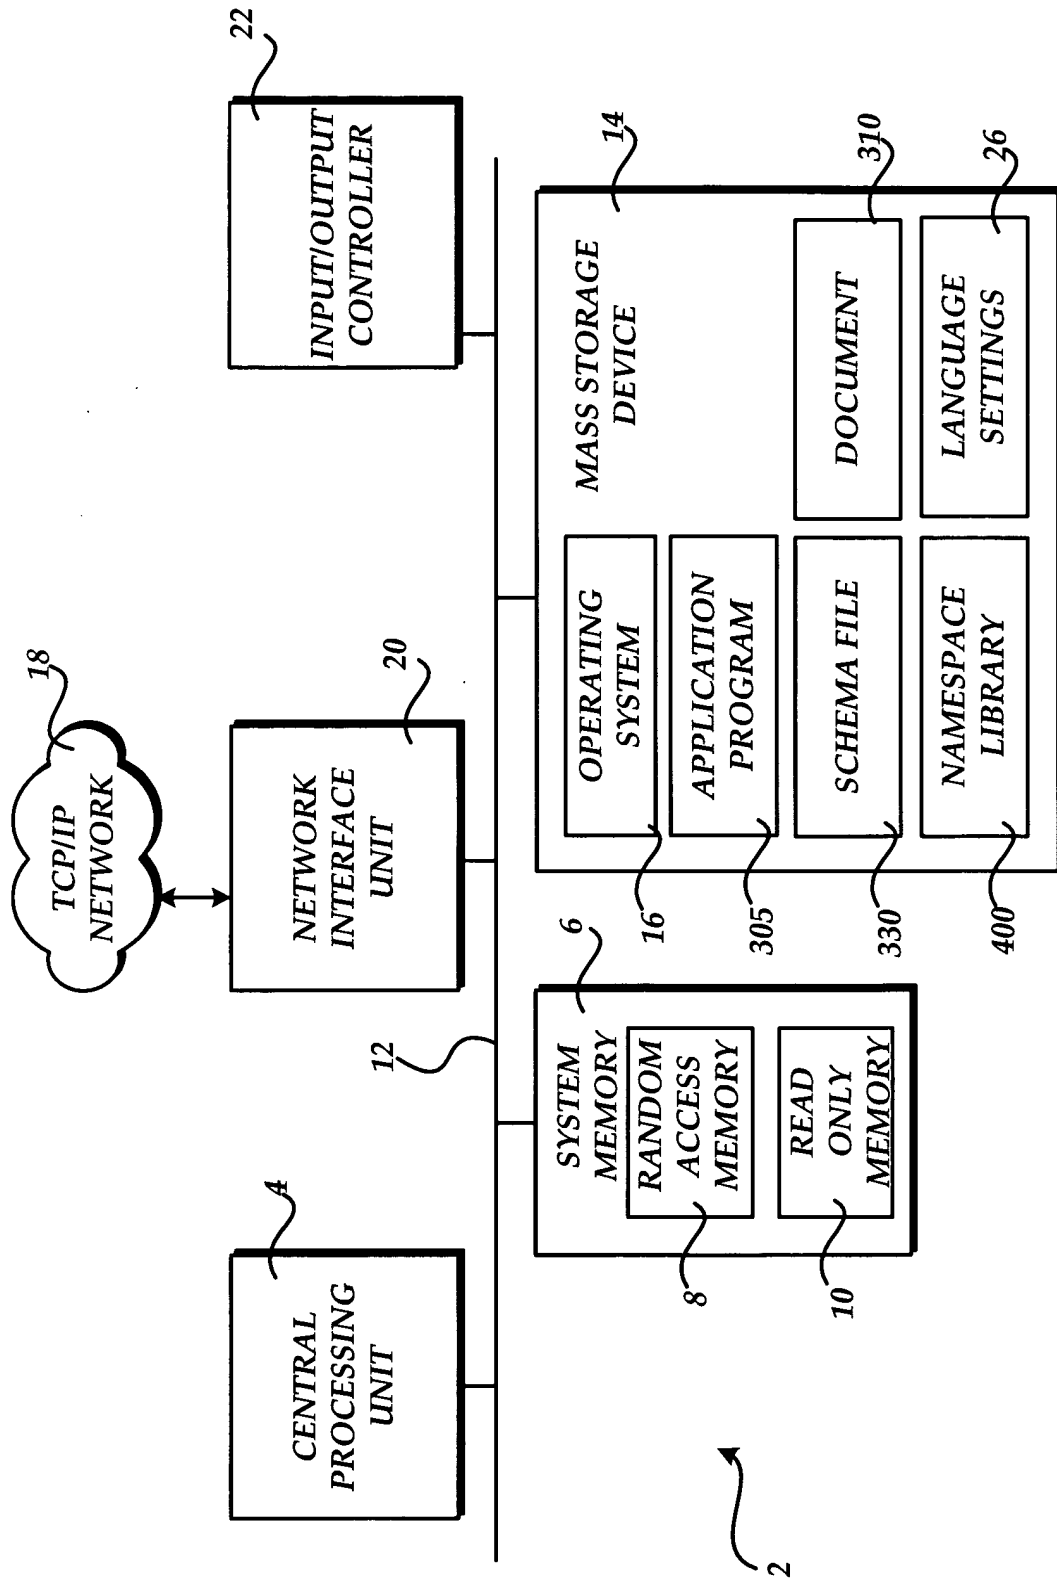 18
TCP/IP
NETWORK
4
CENTRAL
PROCESSING
UNIT
20
NETWORK
INTERFACE
UNIT
22
INPUT/OUTPUT
CONTROLLER
12
6
SYSTEM
MEMORY
RANDOM
ACCESS
MEMORY
8
READ
ONLY
MEMORY
10
14
MASS STORAGE
DEVICE
OPERATING
SYSTEM
16
APPLICATION
PROGRAM
305
SCHEMA FILE
330
DOCUMENT
310
NAMESPACE
LIBRARY
400
LANGUAGE
SETTINGS
26
2